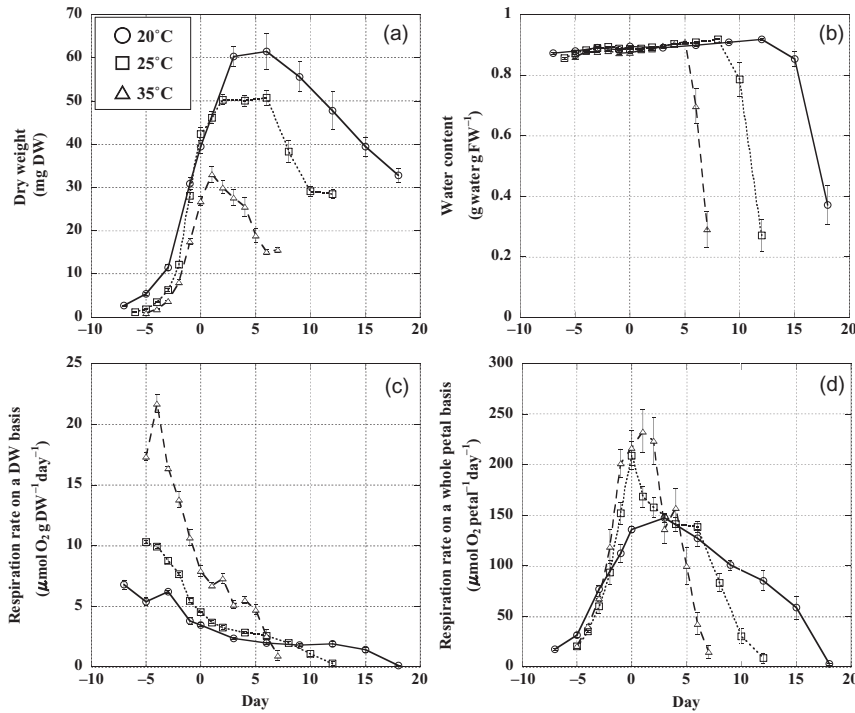 (a)
20°C
25°C
35°C
70
60
50
40
30
20
10
0
Dry weight
(mg DW)
−10 −5 0 5 10 15 20
(b)
1
0.8
0.6
0.4
0.2
0
Water content
(g water g FW⁻¹)
−10 −5 0 5 10 15 20
(c)
25
20
15
10
5
0
Respiration rate on a DW basis
(μmol O₂ g DW⁻¹ day⁻¹)
−10 −5 0 5 10 15 20
Day
(d)
300
250
200
150
100
50
0
Respiration rate on a whole petal basis
(μmol O₂ petal⁻¹ day⁻¹)
−10 −5 0 5 10 15 20
Day